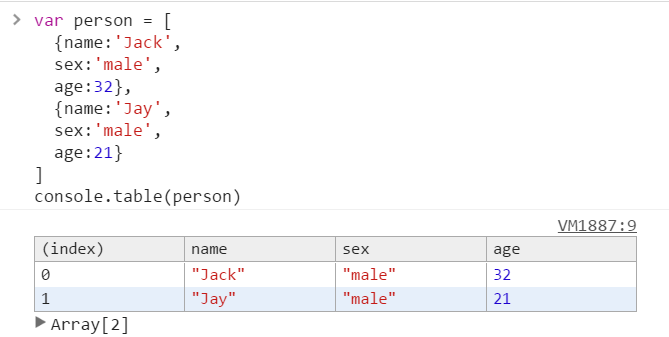 > var person = [
{name:'Jack',
sex:'male',
age:32},
{name:'Jay',
sex:'male',
age:21}
]
console.table(person)
VM1887:9
(index) name sex age
0 "Jack" "male" 32
1 "Jay" "male" 21
▶ Array[2]